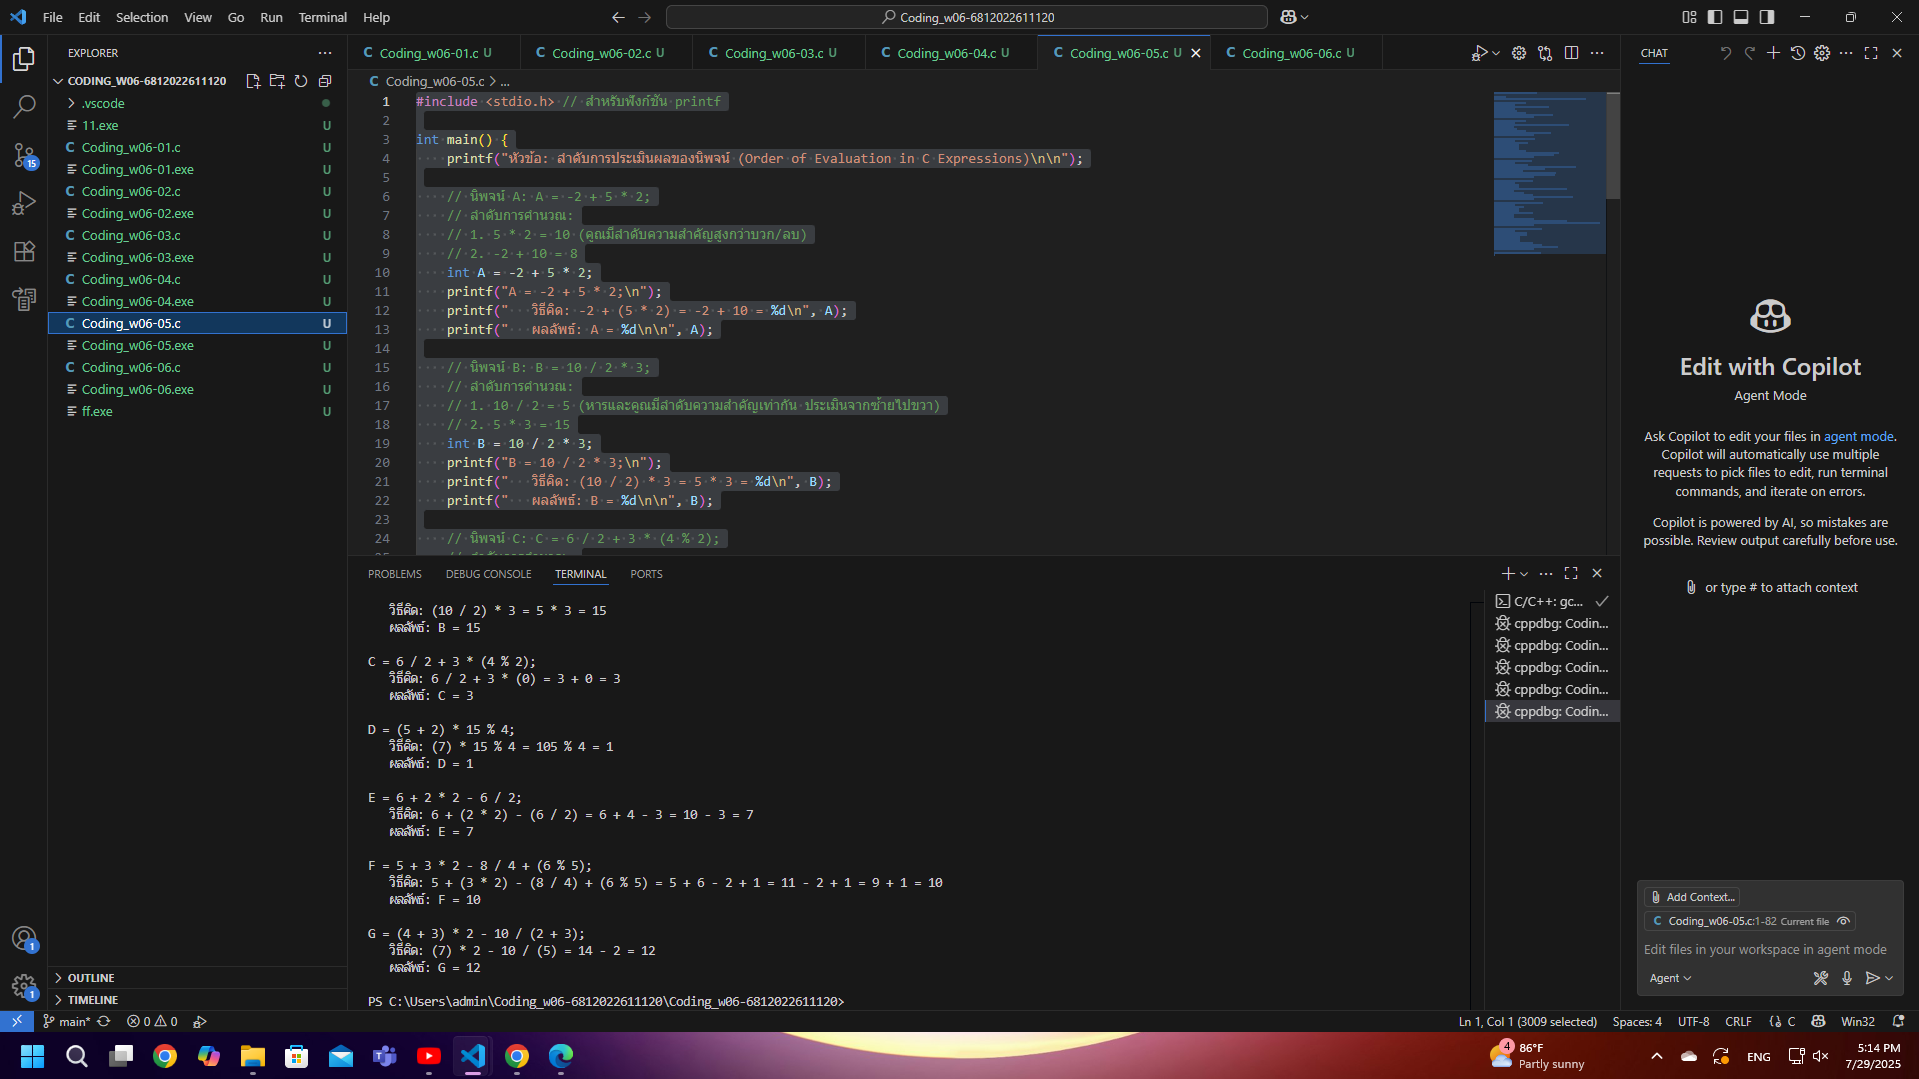 File Edit Selection View Go Run Terminal Help
Coding_w06-6812022611120
EXPLORER
CODING_W06-6812022611120
.vscode
11.exe U
Coding_w06-01.c U
Coding_w06-01.exe U
Coding_w06-02.c U
Coding_w06-02.exe U
Coding_w06-03.c U
Coding_w06-03.exe U
Coding_w06-04.c U
Coding_w06-04.exe U
Coding_w06-05.c U
Coding_w06-05.exe U
Coding_w06-06.c U
Coding_w06-06.exe U
ff.exe U
OUTLINE
TIMELINE
15
1
1
Coding_w06-01.c U Coding_w06-02.c U Coding_w06-03.c U Coding_w06-04.c U Coding_w06-05.c U Coding_w06-06.c U
C Coding_w06-05.c > ...
1 #include <stdio.h> // สำหรับฟังก์ชัน printf
2
3 int main() {
4 printf("หัวข้อ: ลำดับการประเมินผลของนิพจน์ (Order of Evaluation in C Expressions)\n\n");
5
6 // นิพจน์ A: A = -2 + 5 * 2;
7 // ลำดับการคำนวณ:
8 // 1. 5 * 2 = 10 (คูณมีลำดับความสำคัญสูงกว่าบวก/ลบ)
9 // 2. -2 + 10 = 8
10 int A = -2 + 5 * 2;
11 printf("A = -2 + 5 * 2;\n");
12 printf("   วิธีคิด: -2 + (5 * 2) = -2 + 10 = %d\n", A);
13 printf("   ผลลัพธ์: A = %d\n\n", A);
14
15 // นิพจน์ B: B = 10 / 2 * 3;
16 // ลำดับการคำนวณ:
17 // 1. 10 / 2 = 5 (หารและคูณมีลำดับความสำคัญเท่ากัน ประเมินจากซ้ายไปขวา)
18 // 2. 5 * 3 = 15
19 int B = 10 / 2 * 3;
20 printf("B = 10 / 2 * 3;\n");
21 printf("   วิธีคิด: (10 / 2) * 3 = 5 * 3 = %d\n", B);
22 printf("   ผลลัพธ์: B = %d\n\n", B);
23
24 // นิพจน์ C: C = 6 / 2 + 3 * (4 % 2);
PROBLEMS DEBUG CONSOLE TERMINAL PORTS
วิธีคิด: (10 / 2) * 3 = 5 * 3 = 15
ผลลัพธ์: B = 15
C = 6 / 2 + 3 * (4 % 2);
วิธีคิด: 6 / 2 + 3 * (0) = 3 + 0 = 3
ผลลัพธ์: C = 3
D = (5 + 2) * 15 % 4;
วิธีคิด: (7) * 15 % 4 = 105 % 4 = 1
ผลลัพธ์: D = 1
E = 6 + 2 * 2 - 6 / 2;
วิธีคิด: 6 + (2 * 2) - (6 / 2) = 6 + 4 - 3 = 10 - 3 = 7
ผลลัพธ์: E = 7
F = 5 + 3 * 2 - 8 / 4 + (6 % 5);
วิธีคิด: 5 + (3 * 2) - (8 / 4) + (6 % 5) = 5 + 6 - 2 + 1 = 11 - 2 + 1 = 9 + 1 = 10
ผลลัพธ์: F = 10
G = (4 + 3) * 2 - 10 / (2 + 3);
วิธีคิด: (7) * 2 - 10 / (5) = 14 - 2 = 12
ผลลัพธ์: G = 12
PS C:\Users\admin\Coding_w06-6812022611120\Coding_w06-6812022611120>
C/C++: gc...
cppdbg: Codin...
cppdbg: Codin...
cppdbg: Codin...
cppdbg: Codin...
cppdbg: Codin...
CHAT
Edit with Copilot
Agent Mode
Ask Copilot to edit your files in agent mode.
Copilot will automatically use multiple
requests to pick files to edit, run terminal
commands, and iterate on errors.
Copilot is powered by AI, so mistakes are
possible. Review output carefully before use.
or type # to attach context
Add Context...
C Coding_w06-05.c:1-82 Current file
Edit files in your workspace in agent mode
Agent
main* 0 0
Ln 1, Col 1 (3009 selected) Spaces: 4 UTF-8 CRLF C Win32
4
86°F
Partly sunny
ENG
5:14 PM
7/29/2025